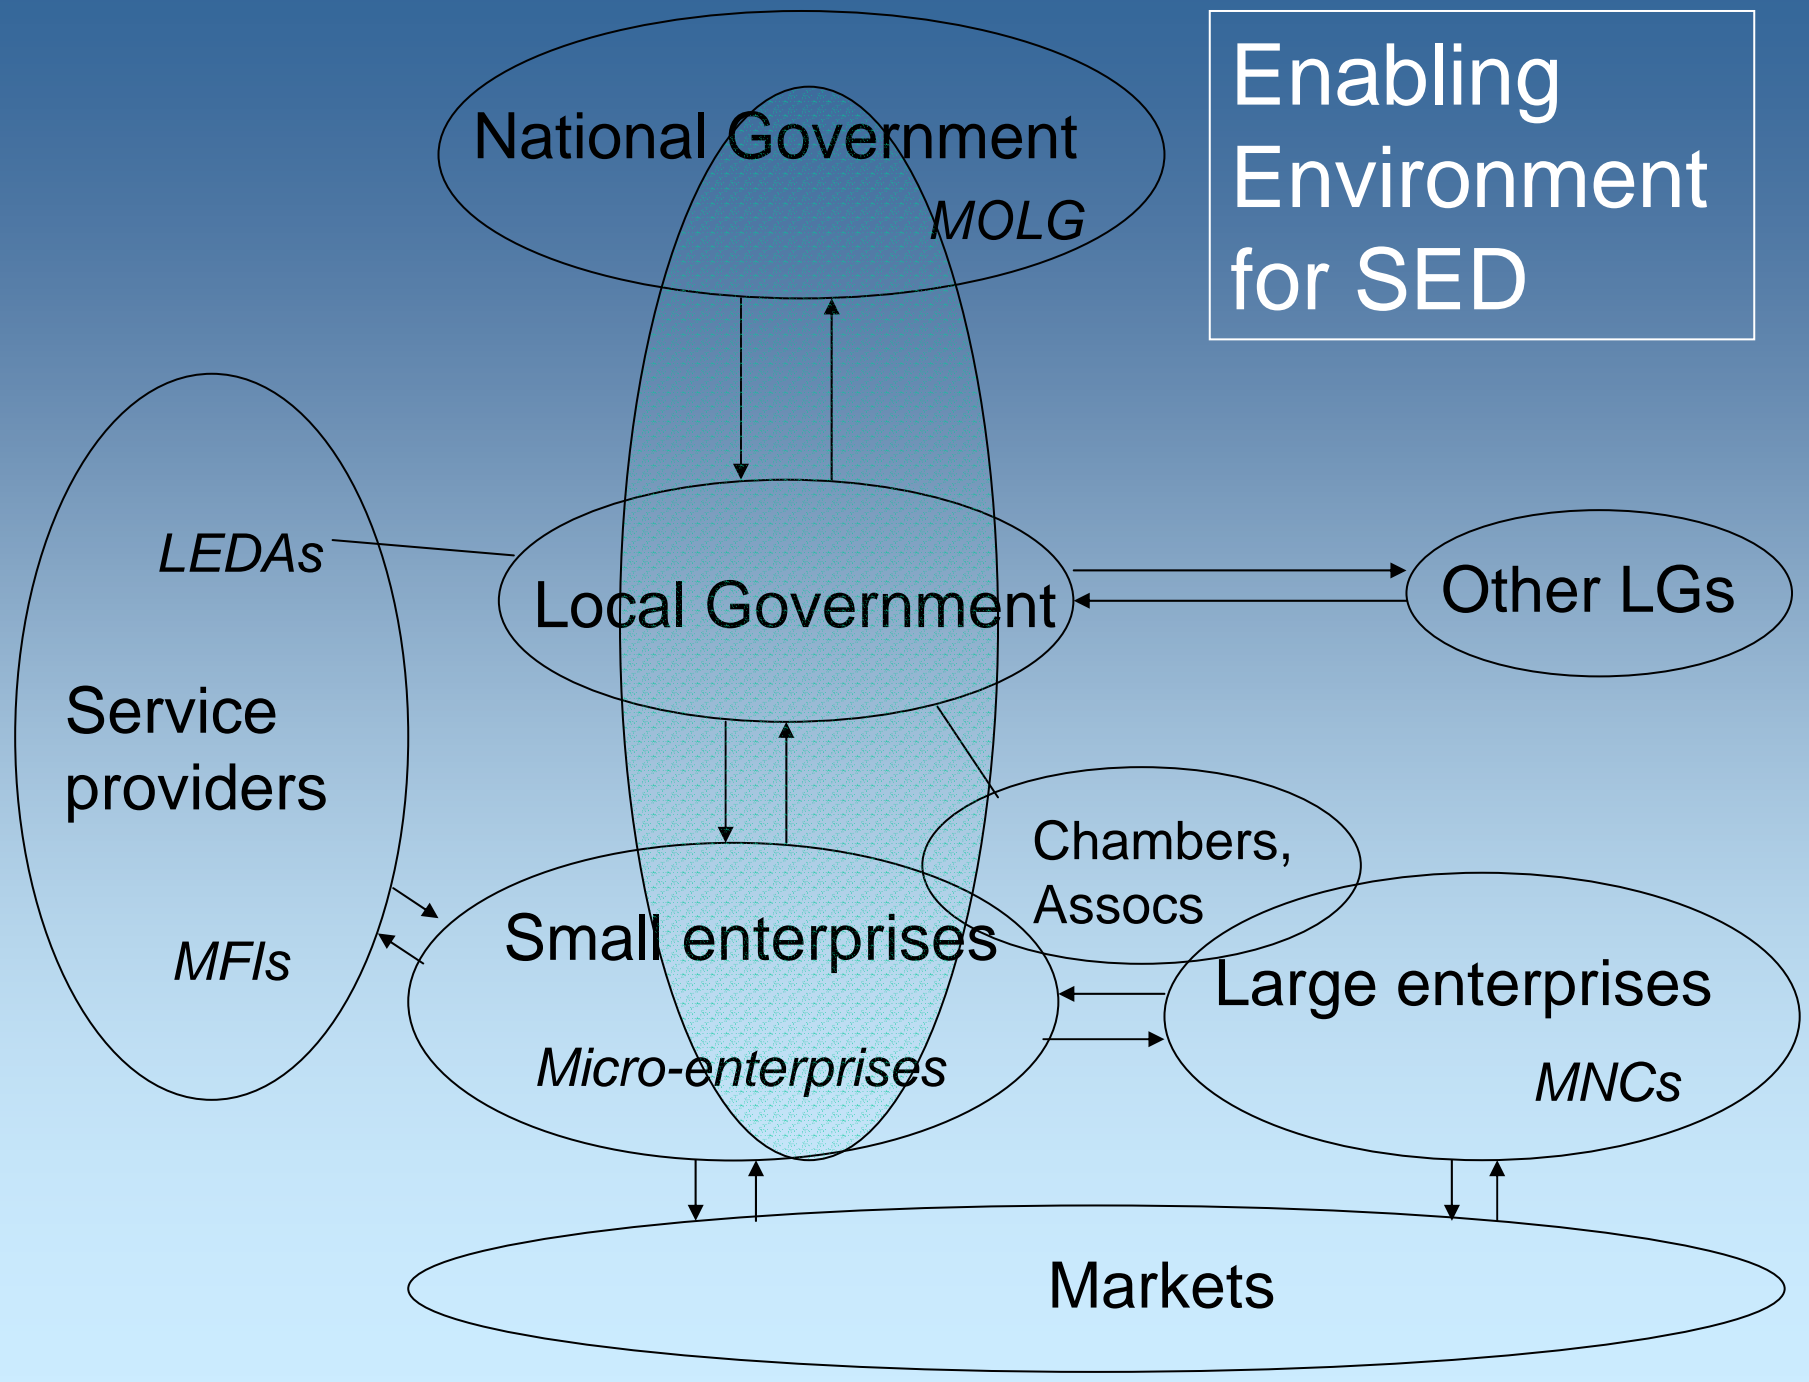 Enabling
Environment
for SED
National Government
MOLG
LEDAs
Local Government
Other LGs
Service
providers
Chambers,
Assocs
Small enterprises
MFIs
Large enterprises
Micro-enterprises
MNCs
Markets